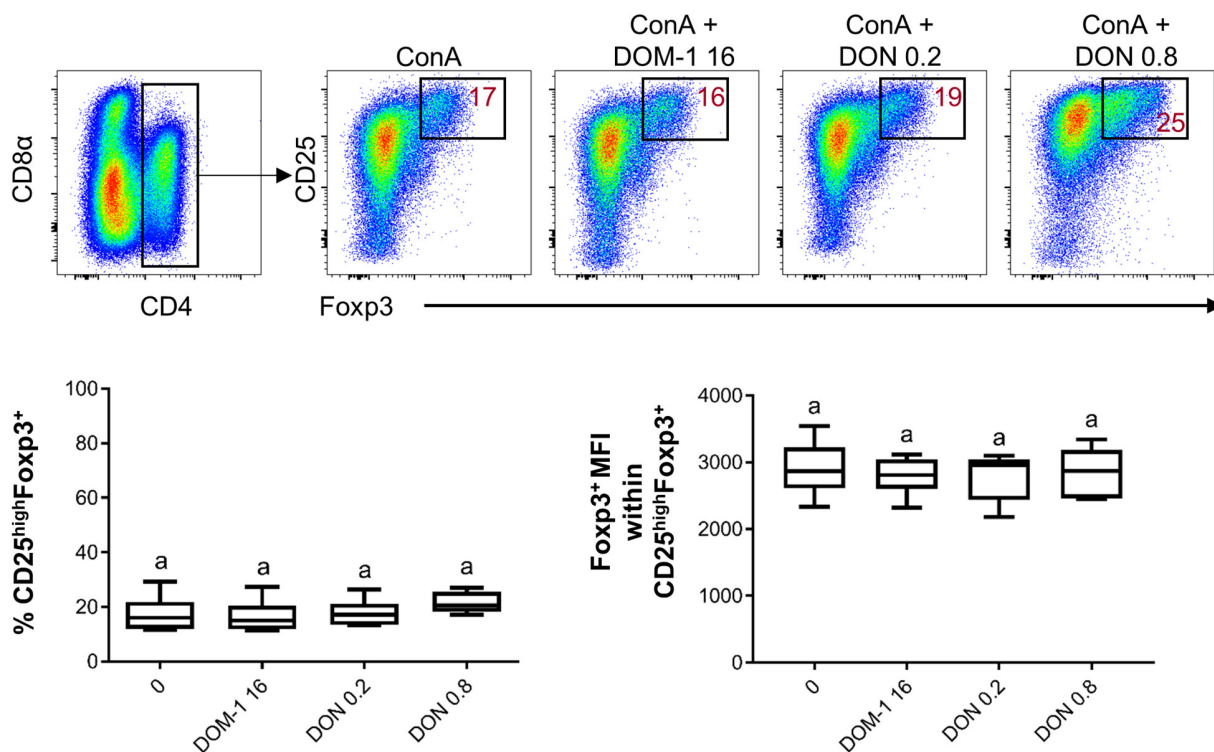 ConA
ConA +
DOM-1 16
ConA +
DON 0.2
ConA +
DON 0.8
CD8α
CD25
17
16
19
25
CD4
Foxp3
% CD25highFoxp3+
100
80
60
40
20
0
a
a
a
a
0
DOM-1 16
DON 0.2
DON 0.8
Foxp3+ MFI
within
CD25highFoxp3+
4000
3000
2000
1000
0
a
a
a
a
0
DOM-1 16
DON 0.2
DON 0.8